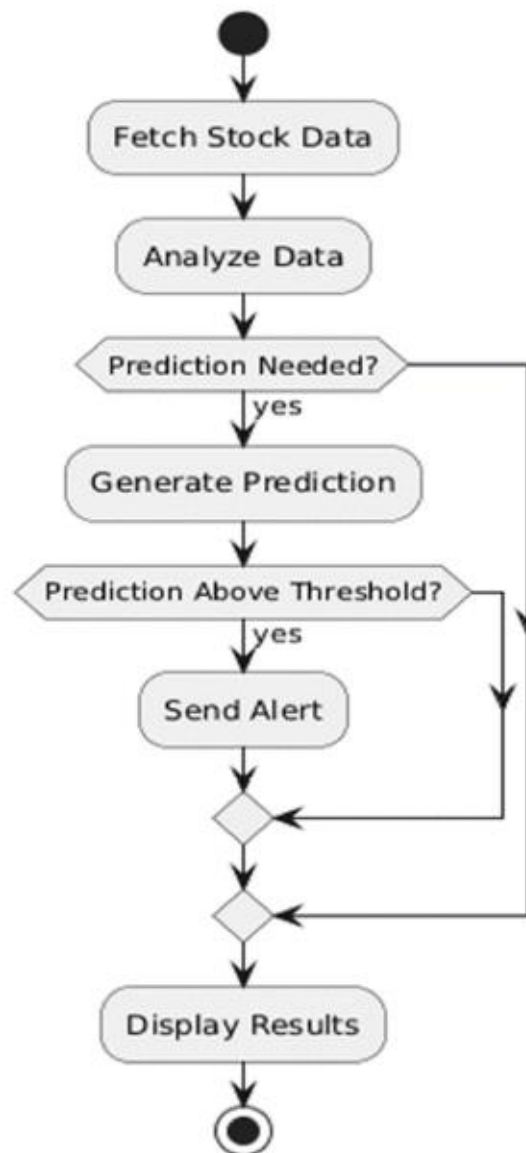 Fetch Stock Data
Analyze Data
Prediction Needed?
yes
Generate Prediction
Prediction Above Threshold?
yes
Send Alert
Display Results